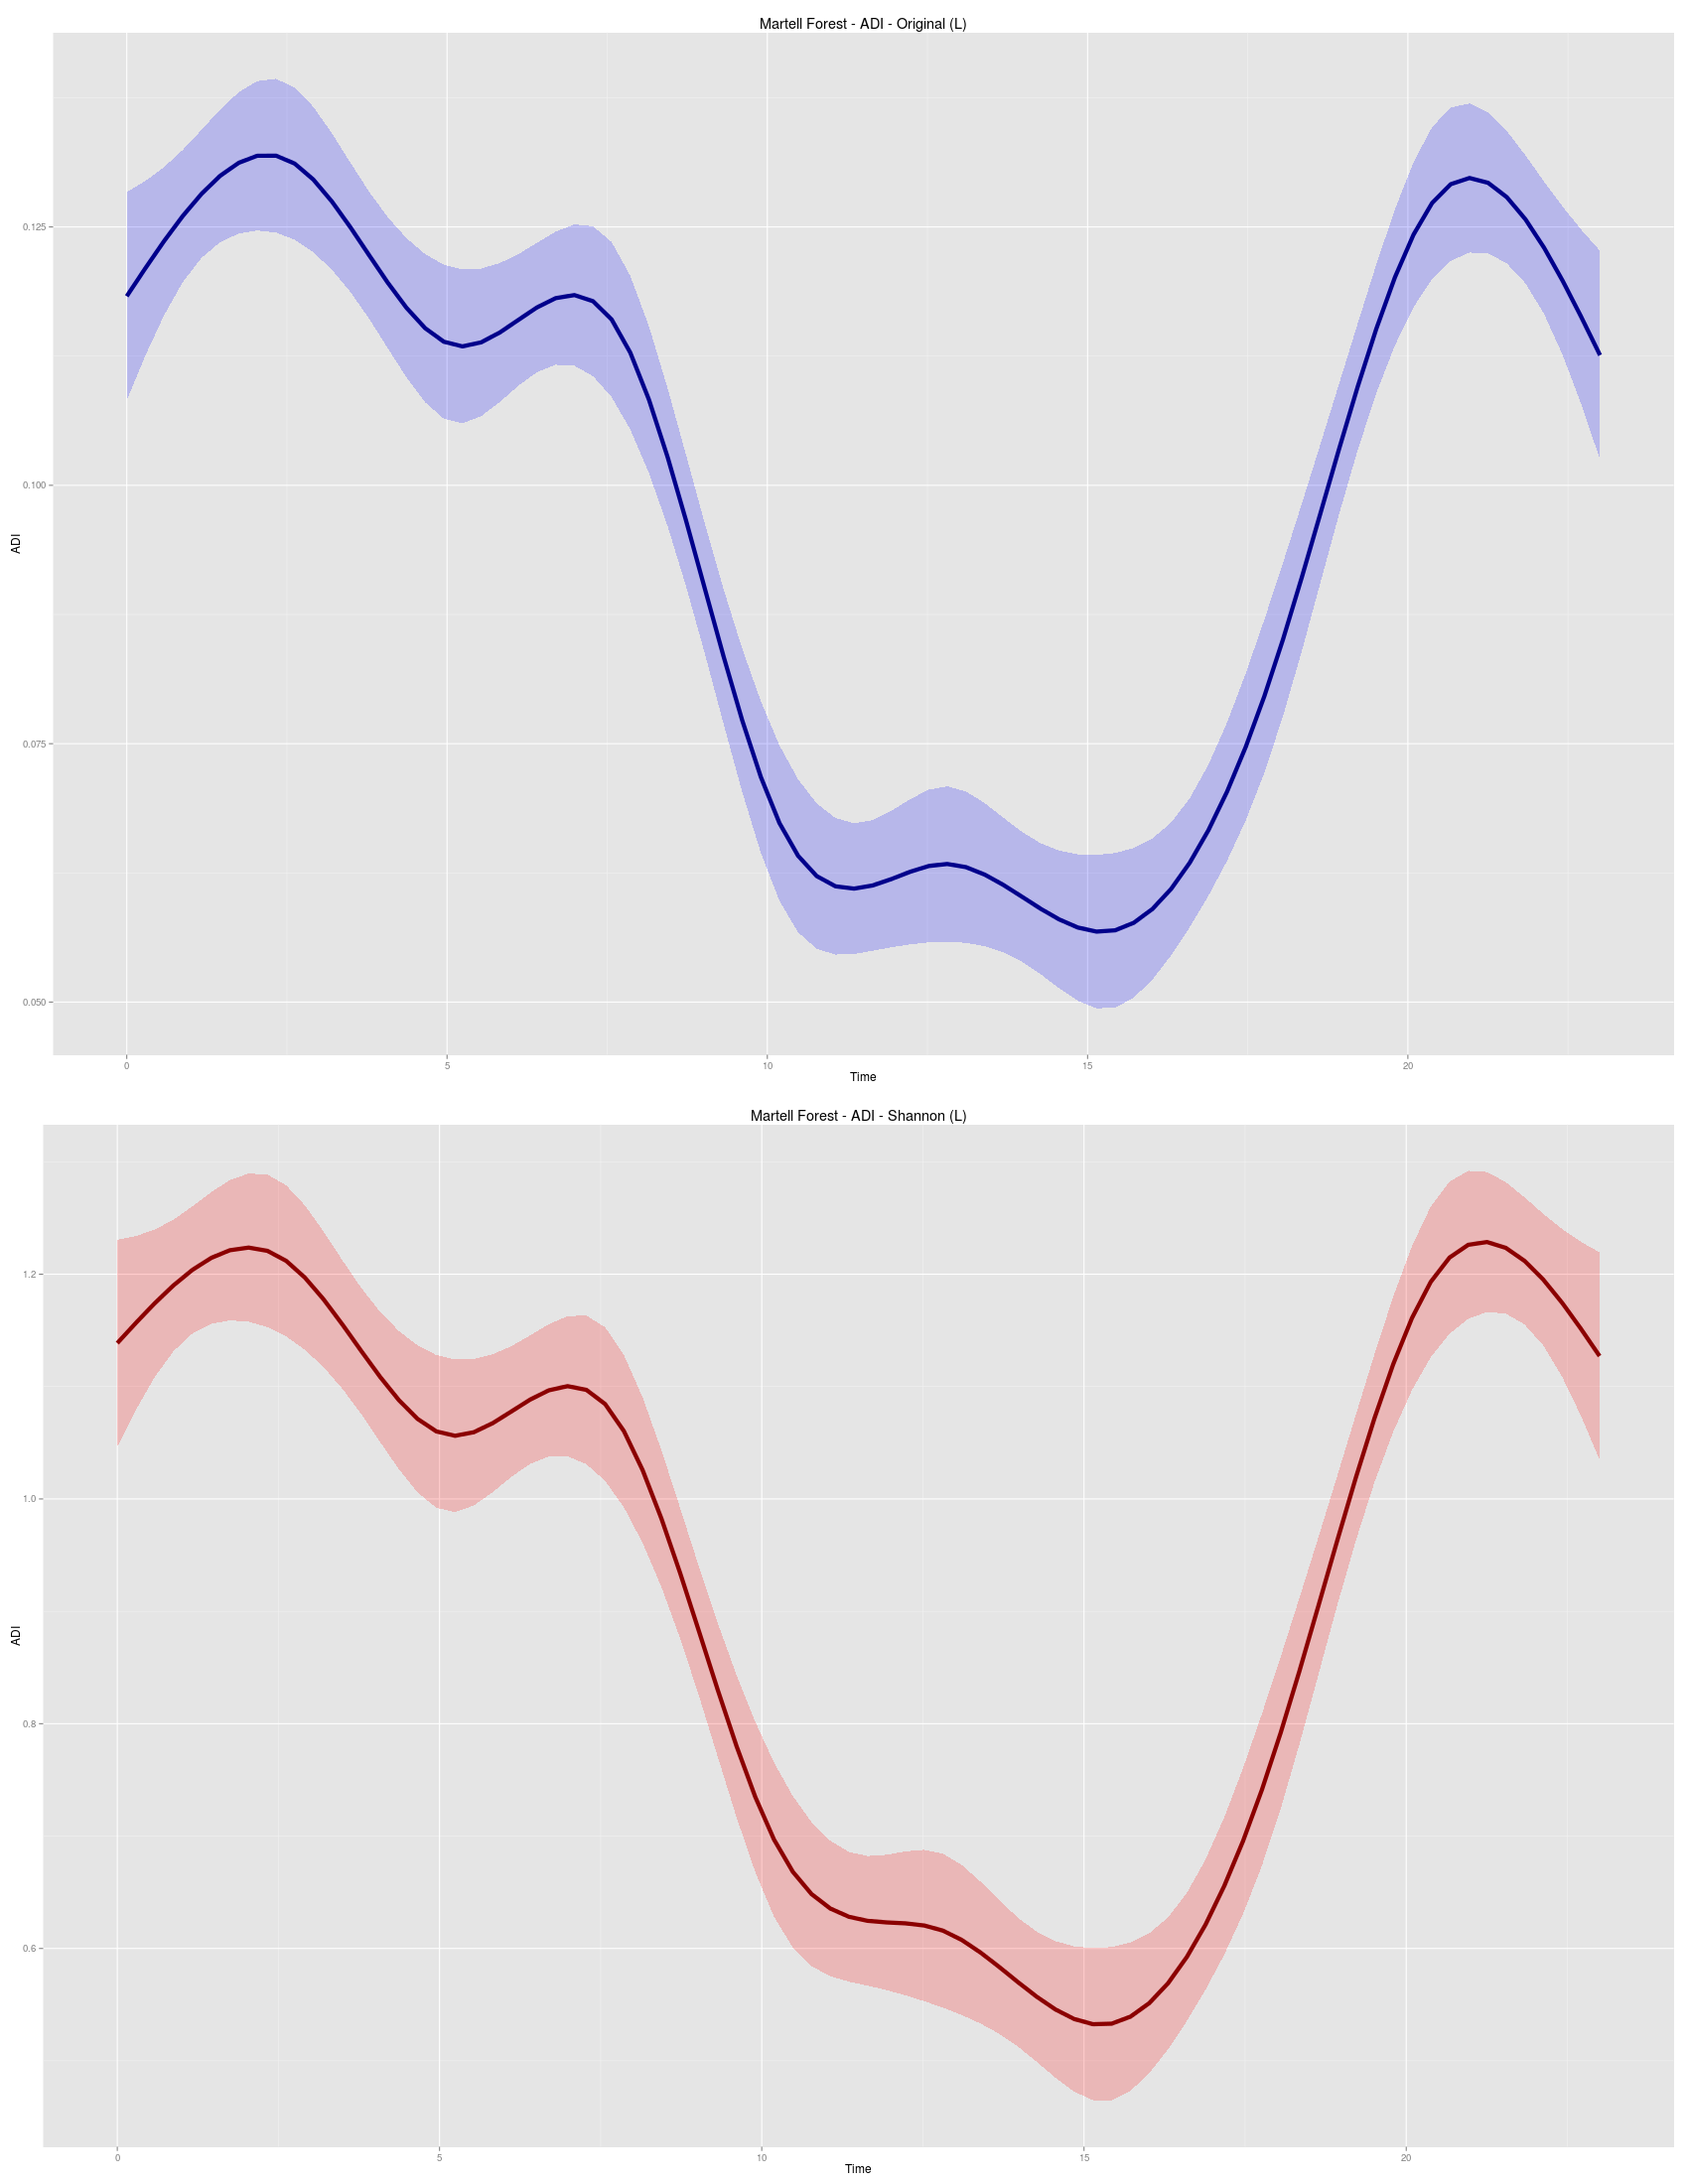 Martell Forest - ADI - Original (L)
0.125
0.100
ADI
0.075
0.050
0 5 10 15 20
Time
Martell Forest - ADI - Shannon (L)
1.2
1.0
ADI
0.8
0.6
0 5 10 15 20
Time